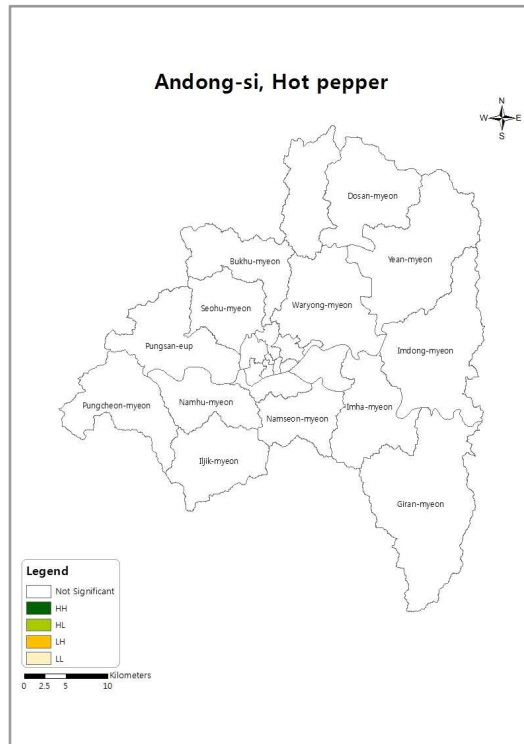 Andong-si, Hot pepper
N
W E
S
Dosan-myeon
Yean-myeon
Bukhu-myeon
Waryong-myeon
Seohu-myeon
Pungsan-eup
Imdong-myeon
Pungcheon-myeon
Namhu-myeon
Imha-myeon
Namseon-myeon
Iljik-myeon
Giran-myeon
Legend
Not Significant
HH
HL
LH
LL
Kilometers
0 2.5 5 10